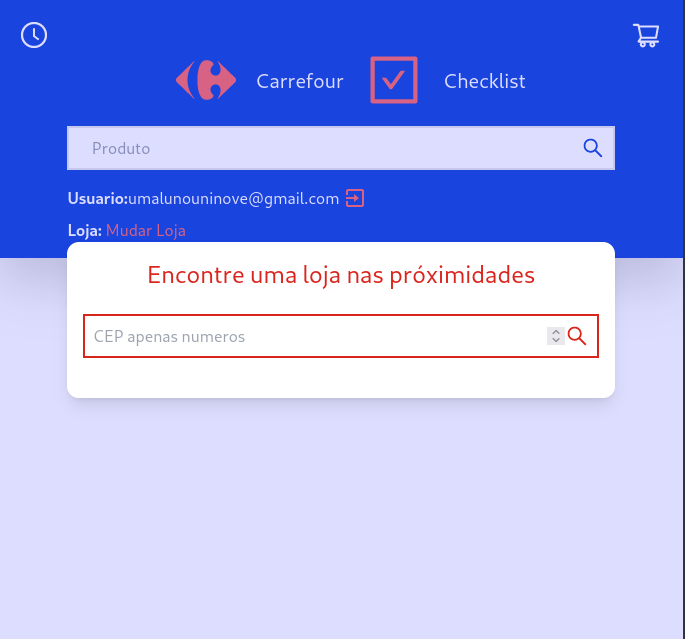 Carrefour Checklist
Produto
Usuario:umalunouninove@gmail.com
Loja: Mudar Loja
Encontre uma loja nas próximidades
CEP apenas numeros